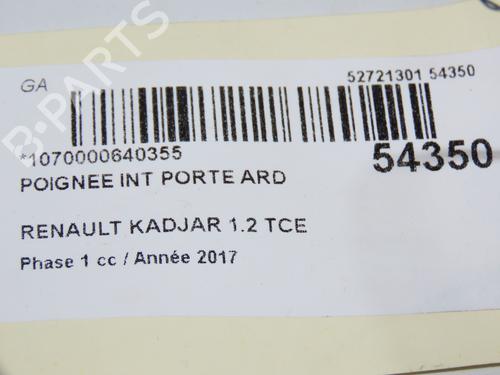 GA
52721301 54350
*1070000640355
54350
POIGNEE INT PORTE ARD
RENAULT KADJAR 1.2 TCE
Phase 1 cc / Année 2017
B-PARTS